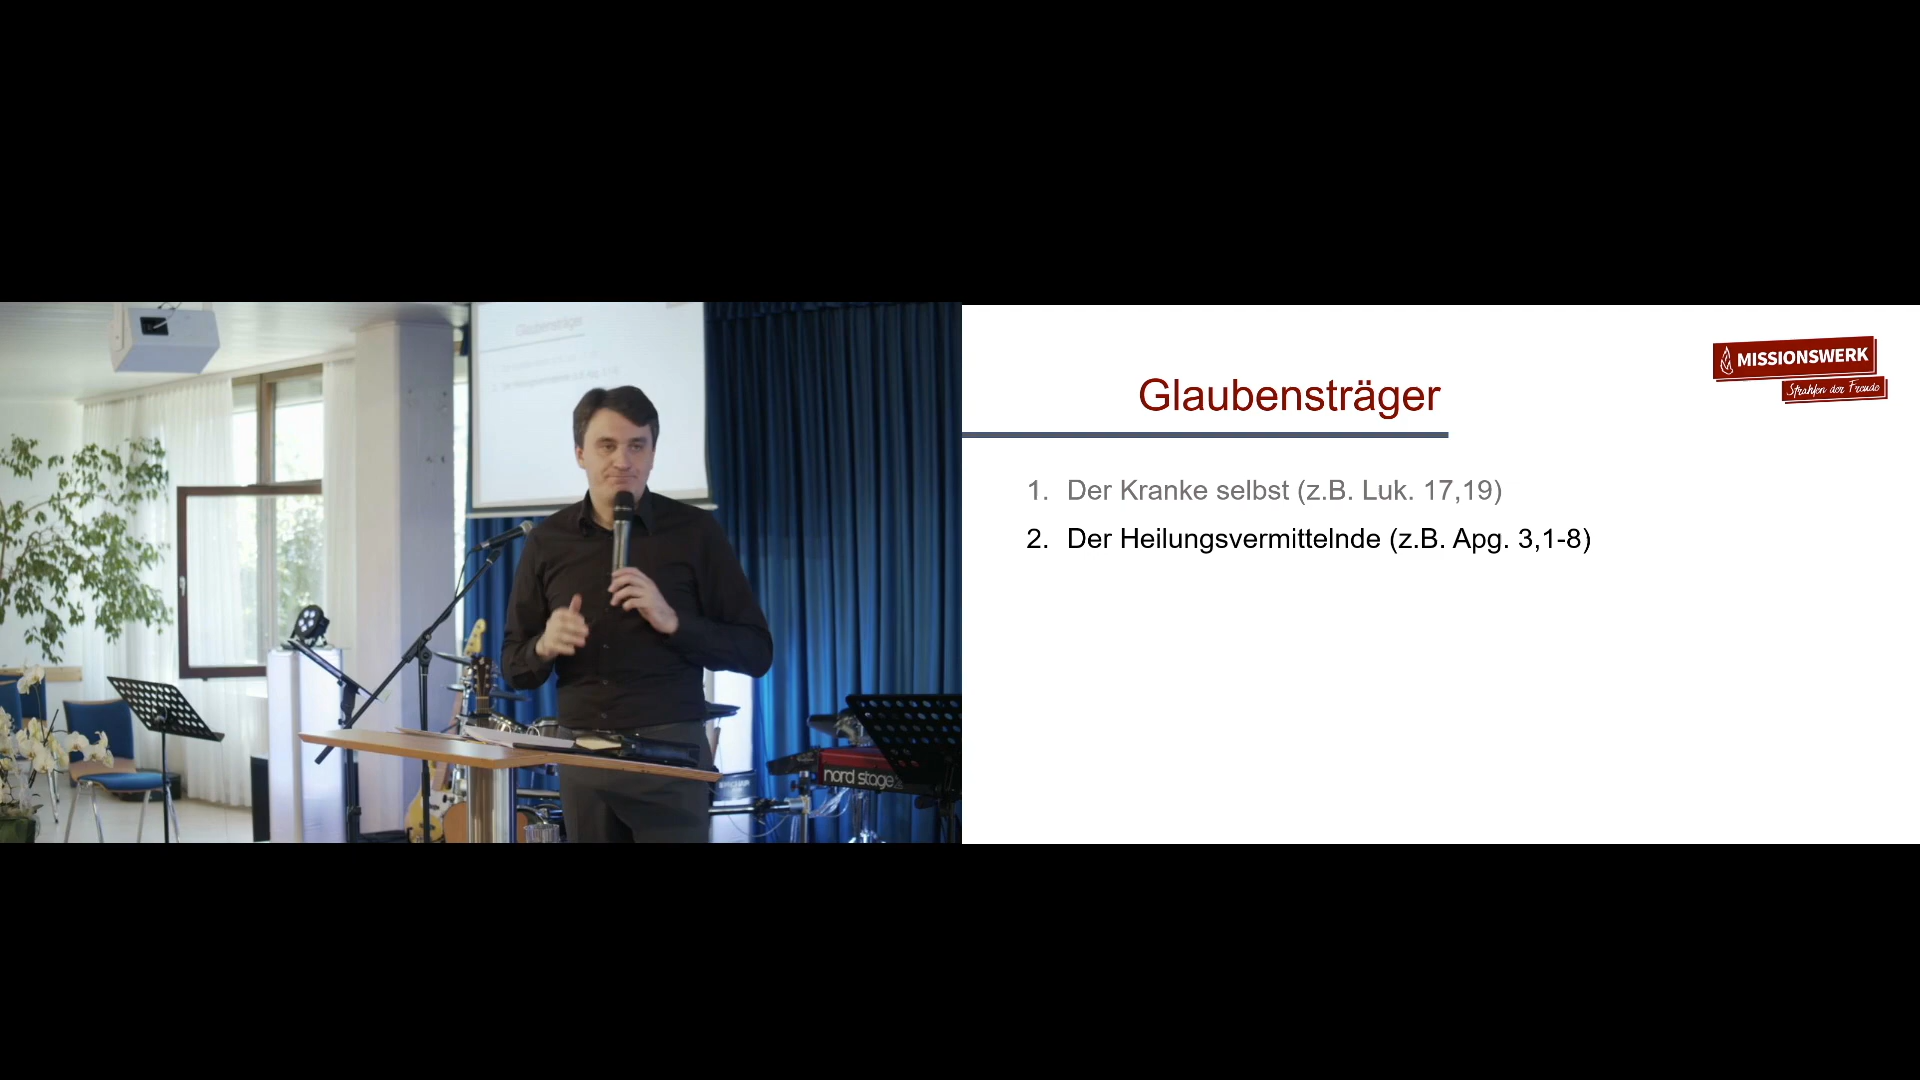 Glaubensträger
MISSIONSWERK
Strahlen der Freude
1. Der Kranke selbst (z.B. Luk. 17,19)
2. Der Heilungsvermittelnde (z.B. Apg. 3,1-8)
Glaubensträger
nord stage